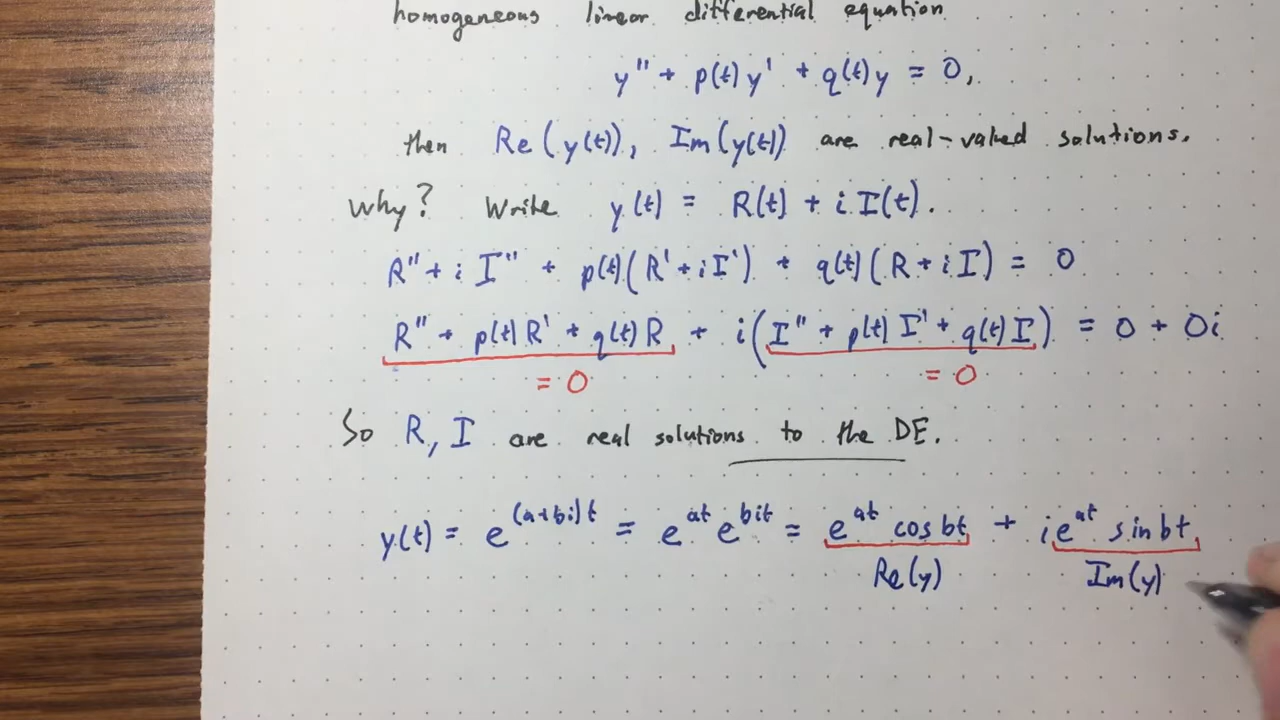 homogeneous linear differential equation
y'' + p(t)y' + q(t)y = 0,
then Re(y(t)), Im(y(t)) are real-valued solutions.
Why? Write y(t) = R(t) + i I(t).
R'' + i I'' + p(t)(R' + i I') + q(t)(R + i I) = 0
R'' + p(t)R' + q(t)R + i(I'' + p(t)I' + q(t)I) = 0 + 0i
= 0 = 0
So R, I are real solutions to the DE.
y(t) = e^{(a+bi)t} = e^{at} e^{bit} = e^{at} cos bt + i e^{at} sin bt
Re(y) Im(y)